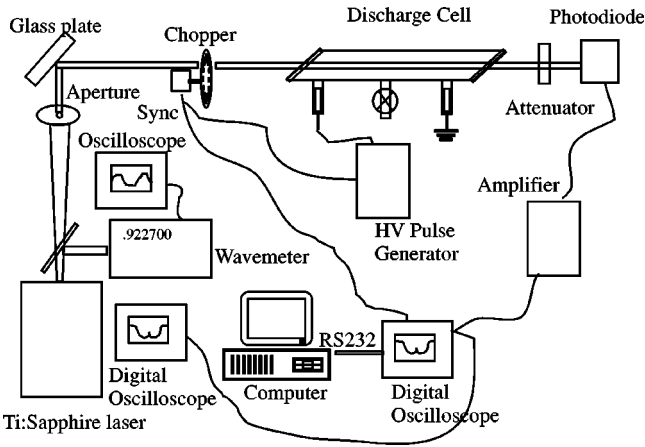 Glass plate
Chopper
Discharge Cell
Photodiode
Aperture
Sync
Attenuator
Oscilloscope
Amplifier
.922700
Wavemeter
HV Pulse
Generator
RS232
Digital
Oscilloscope
Computer
Digital
Oscilloscope
Ti:Sapphire laser